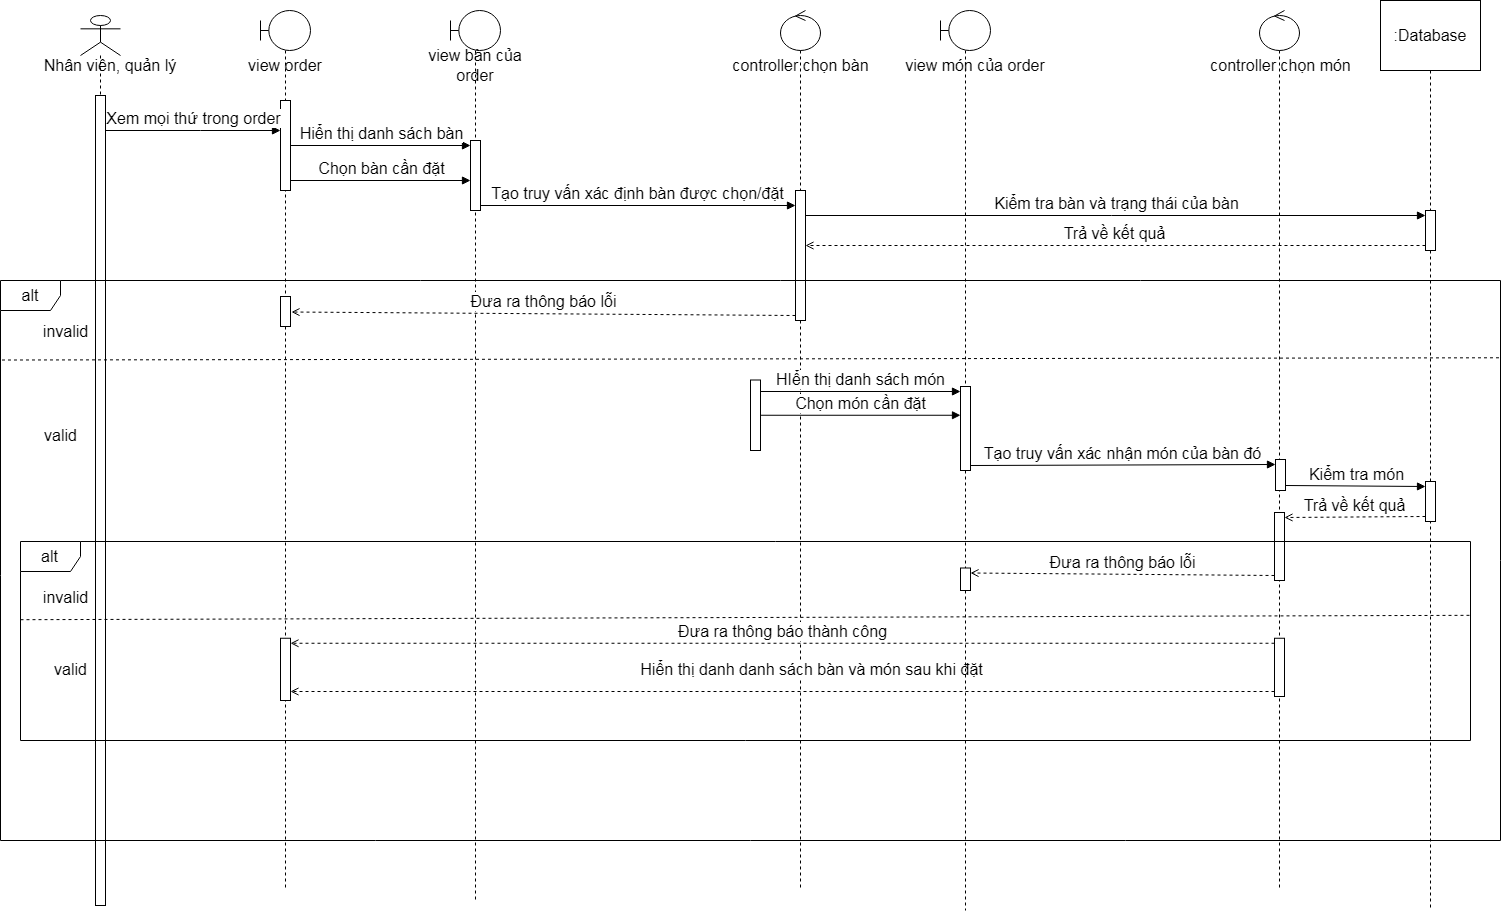 Nhân viên, quản lý
view order
view bàn của
order
controller chọn bàn
view món của order
controller chọn món
:Database
Xem mọi thứ trong order
Hiển thị danh sách bàn
Chọn bàn cần đặt
Tạo truy vấn xác định bàn được chọn/đặt
Kiểm tra bàn và trạng thái của bàn
Trả về kết quả
alt
Đưa ra thông báo lỗi
invalid
HIển thị danh sách món
Chọn món cần đặt
valid
Tạo truy vấn xác nhận món của bàn đó
Kiểm tra món
Trả về kết quả
alt
Đưa ra thông báo lỗi
invalid
Đưa ra thông báo thành công
valid
Hiển thị danh danh sách bàn và món sau khi đặt